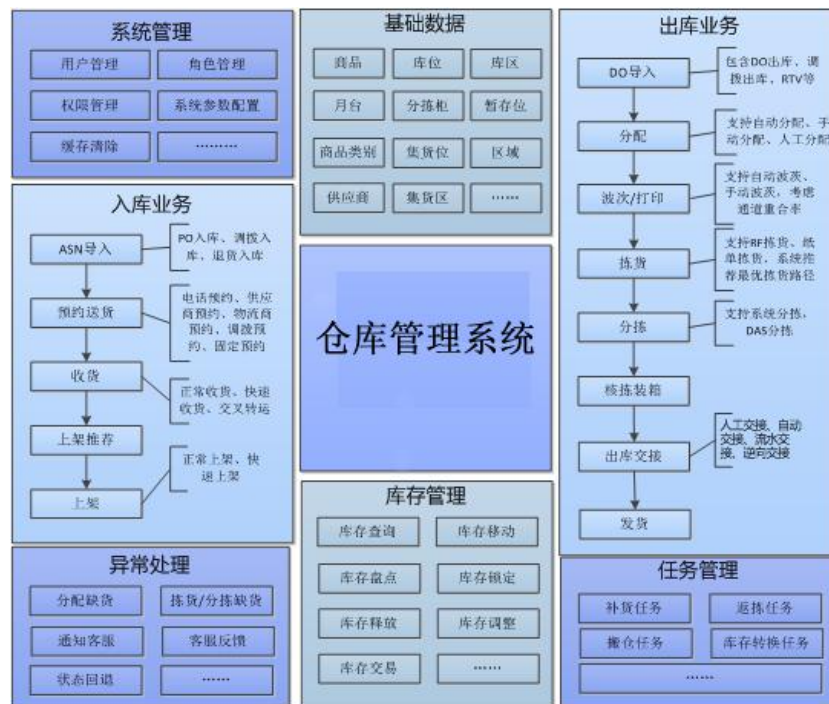 系统管理
用户管理
角色管理
权限管理
系统参数配置
缓存清除
………
基础数据
商品
库位
库区
月台
分拣柜
暂存位
商品类别
集货位
区域
供应商
集货区
……
出库业务
DO导入
包含DO出库、调
拨出库，RTV等
分配
支持自动分配、手
动分配、人工分配
波次/打印
支持自动波茨、
手动波茨，考虑
通道重合率
拣货
支持RF拣货、纸
单拣货，系统推
荐最优拣货路径
分拣
支持系统分拣，
DAS分拣
核拣装箱
出库交接
人工交接、自动
交接、流水交
接、逆向交接
发货
入库业务
ASN导入
PO入库、调拨入
库、退货入库
预约送货
电话预约、供应
商预约、物流商
预约、调拨预
约、固定预约
收货
正常收货、快速
收货、交叉转运
上架推荐
上架
正常上架、快
速上架
仓库管理系统
库存管理
库存查询
库存移动
库存盘点
库存锁定
库存释放
库存调整
库存交易
……
异常处理
分配缺货
拣货/分拣缺货
通知客服
客服反馈
状态回退
……
任务管理
补货任务
返拣任务
搬仓任务
库存转换任务
……